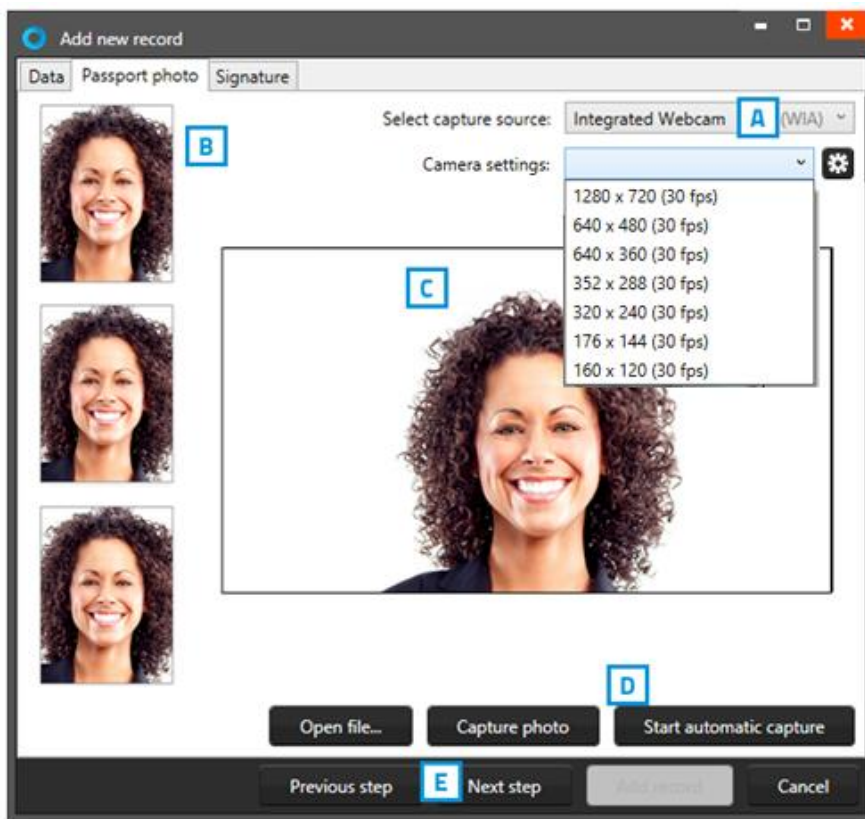 Add new record
Data Passport photo Signature
B
Select capture source: Integrated Webcam A (WIA)
Camera settings:
1280 x 720 (30 fps)
640 x 480 (30 fps)
640 x 360 (30 fps)
352 x 288 (30 fps)
320 x 240 (30 fps)
176 x 144 (30 fps)
160 x 120 (30 fps)
C
D
Open file... Capture photo Start automatic capture
Previous step E Next step Add record Cancel